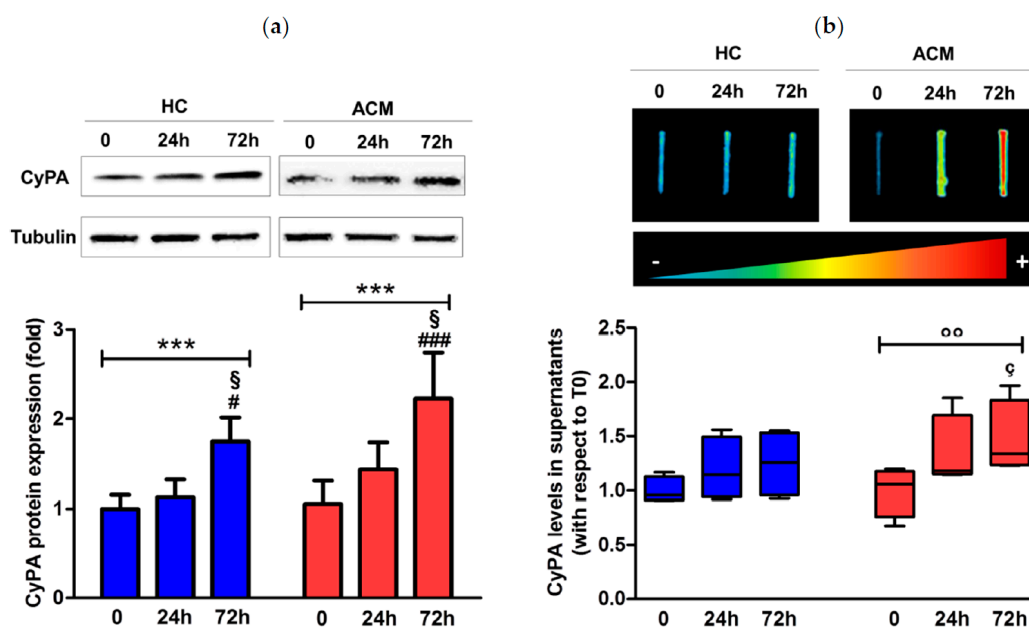 (a)
HC
ACM
0 24h 72h 0 24h 72h
CyPA
Tubulin
CyPA protein expression (fold)
3
2
1
0
***
***
§
#
§
###
0 24h 72h 0 24h 72h
(b)
HC
ACM
0 24h 72h 0 24h 72h
- +
CyPA levels in supernatants
(with respect to T0)
2.5
2.0
1.5
1.0
0.5
0.0
°°
ç
0 24h 72h 0 24h 72h